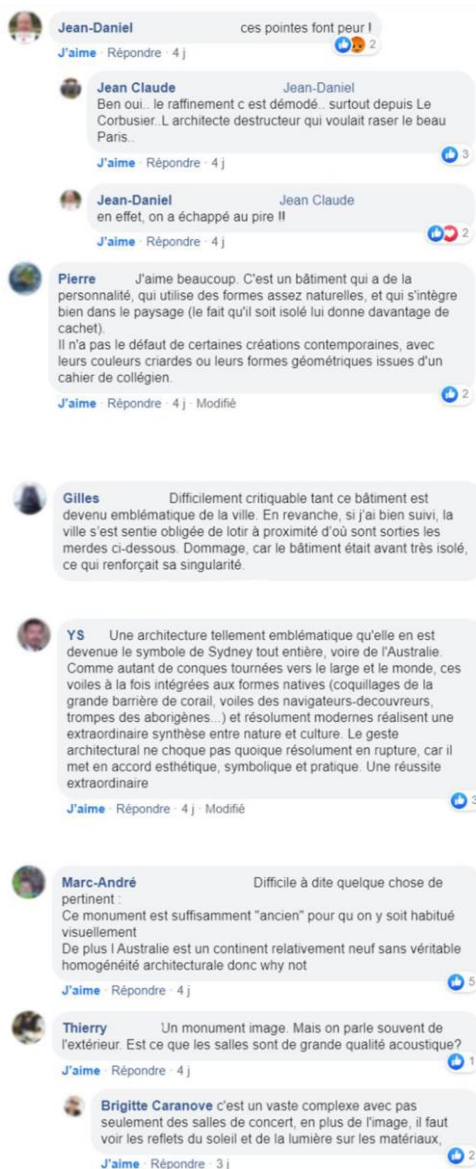 Jean-Daniel ces pointes font peur !
2
J'aime · Répondre · 4 j
Jean Claude Jean-Daniel
Ben oui.. le raffinement c est démodé.. surtout depuis Le
Corbusier..L architecte destructeur qui voulait raser le beau
Paris..
3
J'aime · Répondre · 4 j
Jean-Daniel Jean Claude
en effet, on a échappé au pire !!
2
J'aime · Répondre · 4 j
Pierre J'aime beaucoup. C'est un bâtiment qui a de la
personnalité, qui utilise des formes assez naturelles, et qui s'intègre
bien dans le paysage (le fait qu'il soit isolé lui donne davantage de
cachet).
Il n'a pas le défaut de certaines créations contemporaines, avec
leurs couleurs criardes ou leurs formes géométriques issues d'un
cahier de collégien.
2
J'aime · Répondre · 4 j · Modifié
Gilles Difficilement critiquable tant ce bâtiment est
devenu emblématique de la ville. En revanche, si j'ai bien suivi, la
ville s'est sentie obligée de lotir à proximité d'où sont sorties les
merdes ci-dessous. Dommage, car le bâtiment était avant très isolé,
ce qui renforçait sa singularité.
YS Une architecture tellement emblématique qu'elle en est
devenue le symbole de Sydney tout entière, voire de l'Australie.
Comme autant de conques tournées vers le large et le monde, ces
voiles à la fois intégrées aux formes natives (coquillages de la
grande barrière de corail, voiles des navigateurs-decouvreurs,
trompes des aborigènes...) et résolument modernes réalisent une
extraordinaire synthèse entre nature et culture. Le geste
architectural ne choque pas quoique résolument en rupture, car il
met en accord esthétique, symbolique et pratique. Une réussite
extraordinaire
3
J'aime · Répondre · 4 j · Modifié
Marc-André Difficile à dite quelque chose de
pertinent :
Ce monument est suffisamment "ancien" pour qu on y soit habitué
visuellement
De plus l Australie est un continent relativement neuf sans véritable
homogénéité architecturale donc why not
5
J'aime · Répondre · 4 j
Thierry Un monument image. Mais on parle souvent de
l'extérieur. Est ce que les salles sont de grande qualité acoustique?
1
J'aime · Répondre · 4 j
Brigitte Caranove c'est un vaste complexe avec pas
seulement des salles de concert, en plus de l'image, il faut
voir les reflets du soleil et de la lumière sur les matériaux,
2
J'aime · Répondre · 3 j